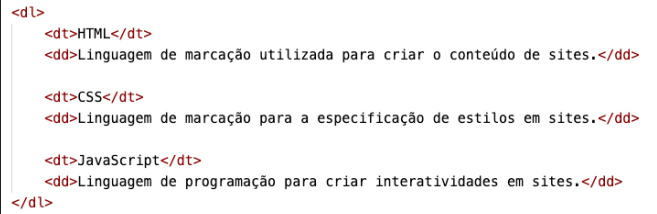 <dl>
    <dt>HTML</dt>
    <dd>Linguagem de marcação utilizada para criar o conteúdo de sites.</dd>
    <dt>CSS</dt>
    <dd>Linguagem de marcação para a especificação de estilos em sites.</dd>
    <dt>JavaScript</dt>
    <dd>Linguagem de programação para criar interatividades em sites.</dd>
</dl>